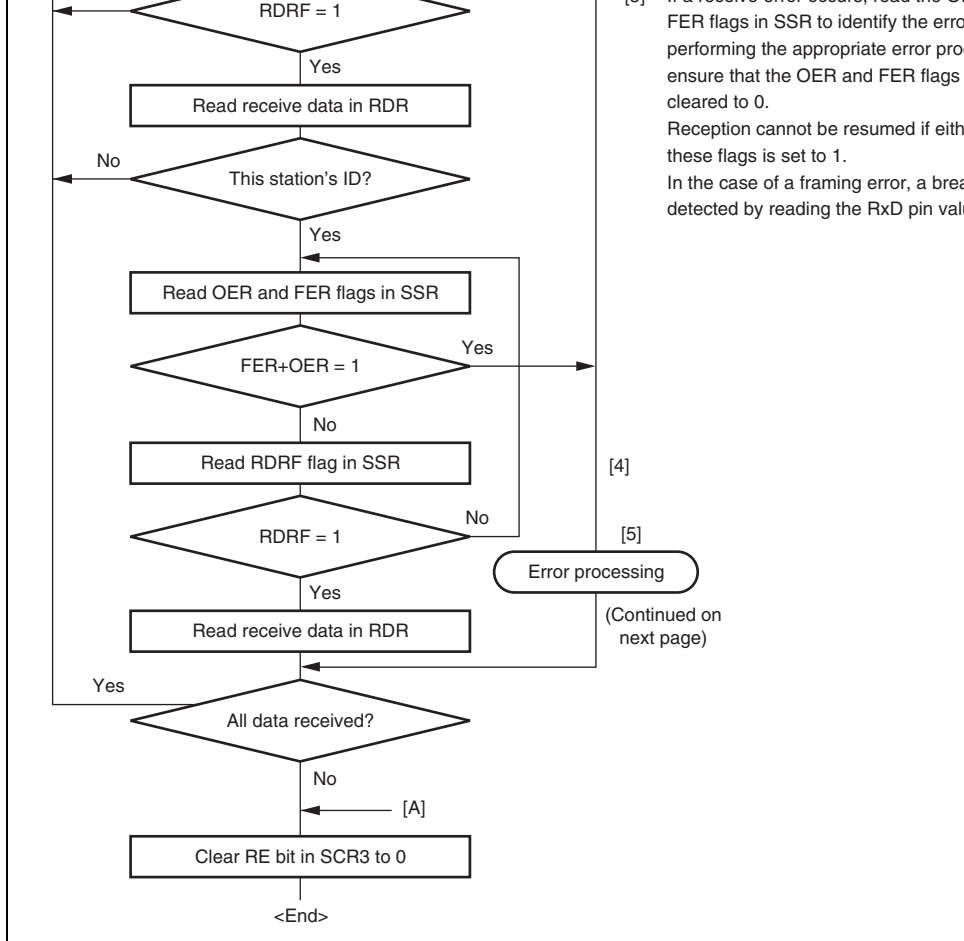 RDRF = 1
Yes
Read receive data in RDR
No
This station's ID?
Yes
Read OER and FER flags in SSR
Yes
FER+OER = 1
No
Read RDRF flag in SSR
[4]
No
RDRF = 1
[5]
Error processing
Yes
(Continued on
next page)
Read receive data in RDR
Yes
All data received?
No
[A]
Clear RE bit in SCR3 to 0
<End>
If a receive error occurs, read the
FER flags in SSR to identify the
performing the appropriate error
ensure that the OER and FER flags
cleared to 0.
Reception cannot be resumed if
these flags is set to 1.
In the case of a framing error, a
detected by reading the RxD pin